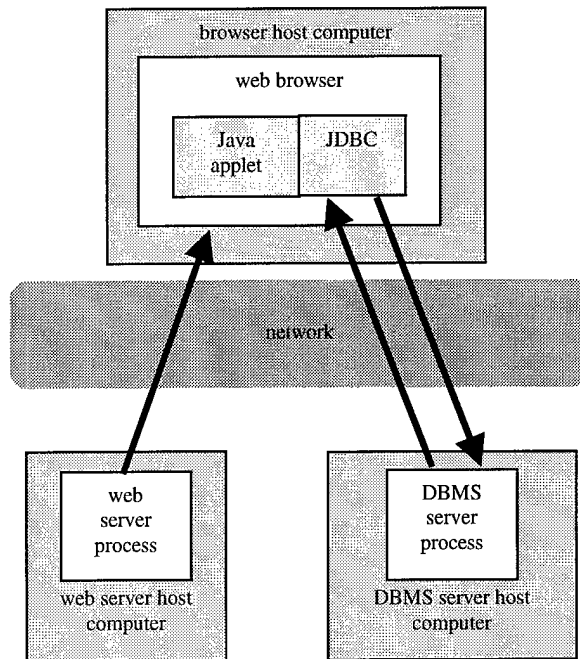 browser host computer
web browser
Java
applet
JDBC
network
web
server
process
web server host
computer
DBMS
server
process
DBMS server host
computer